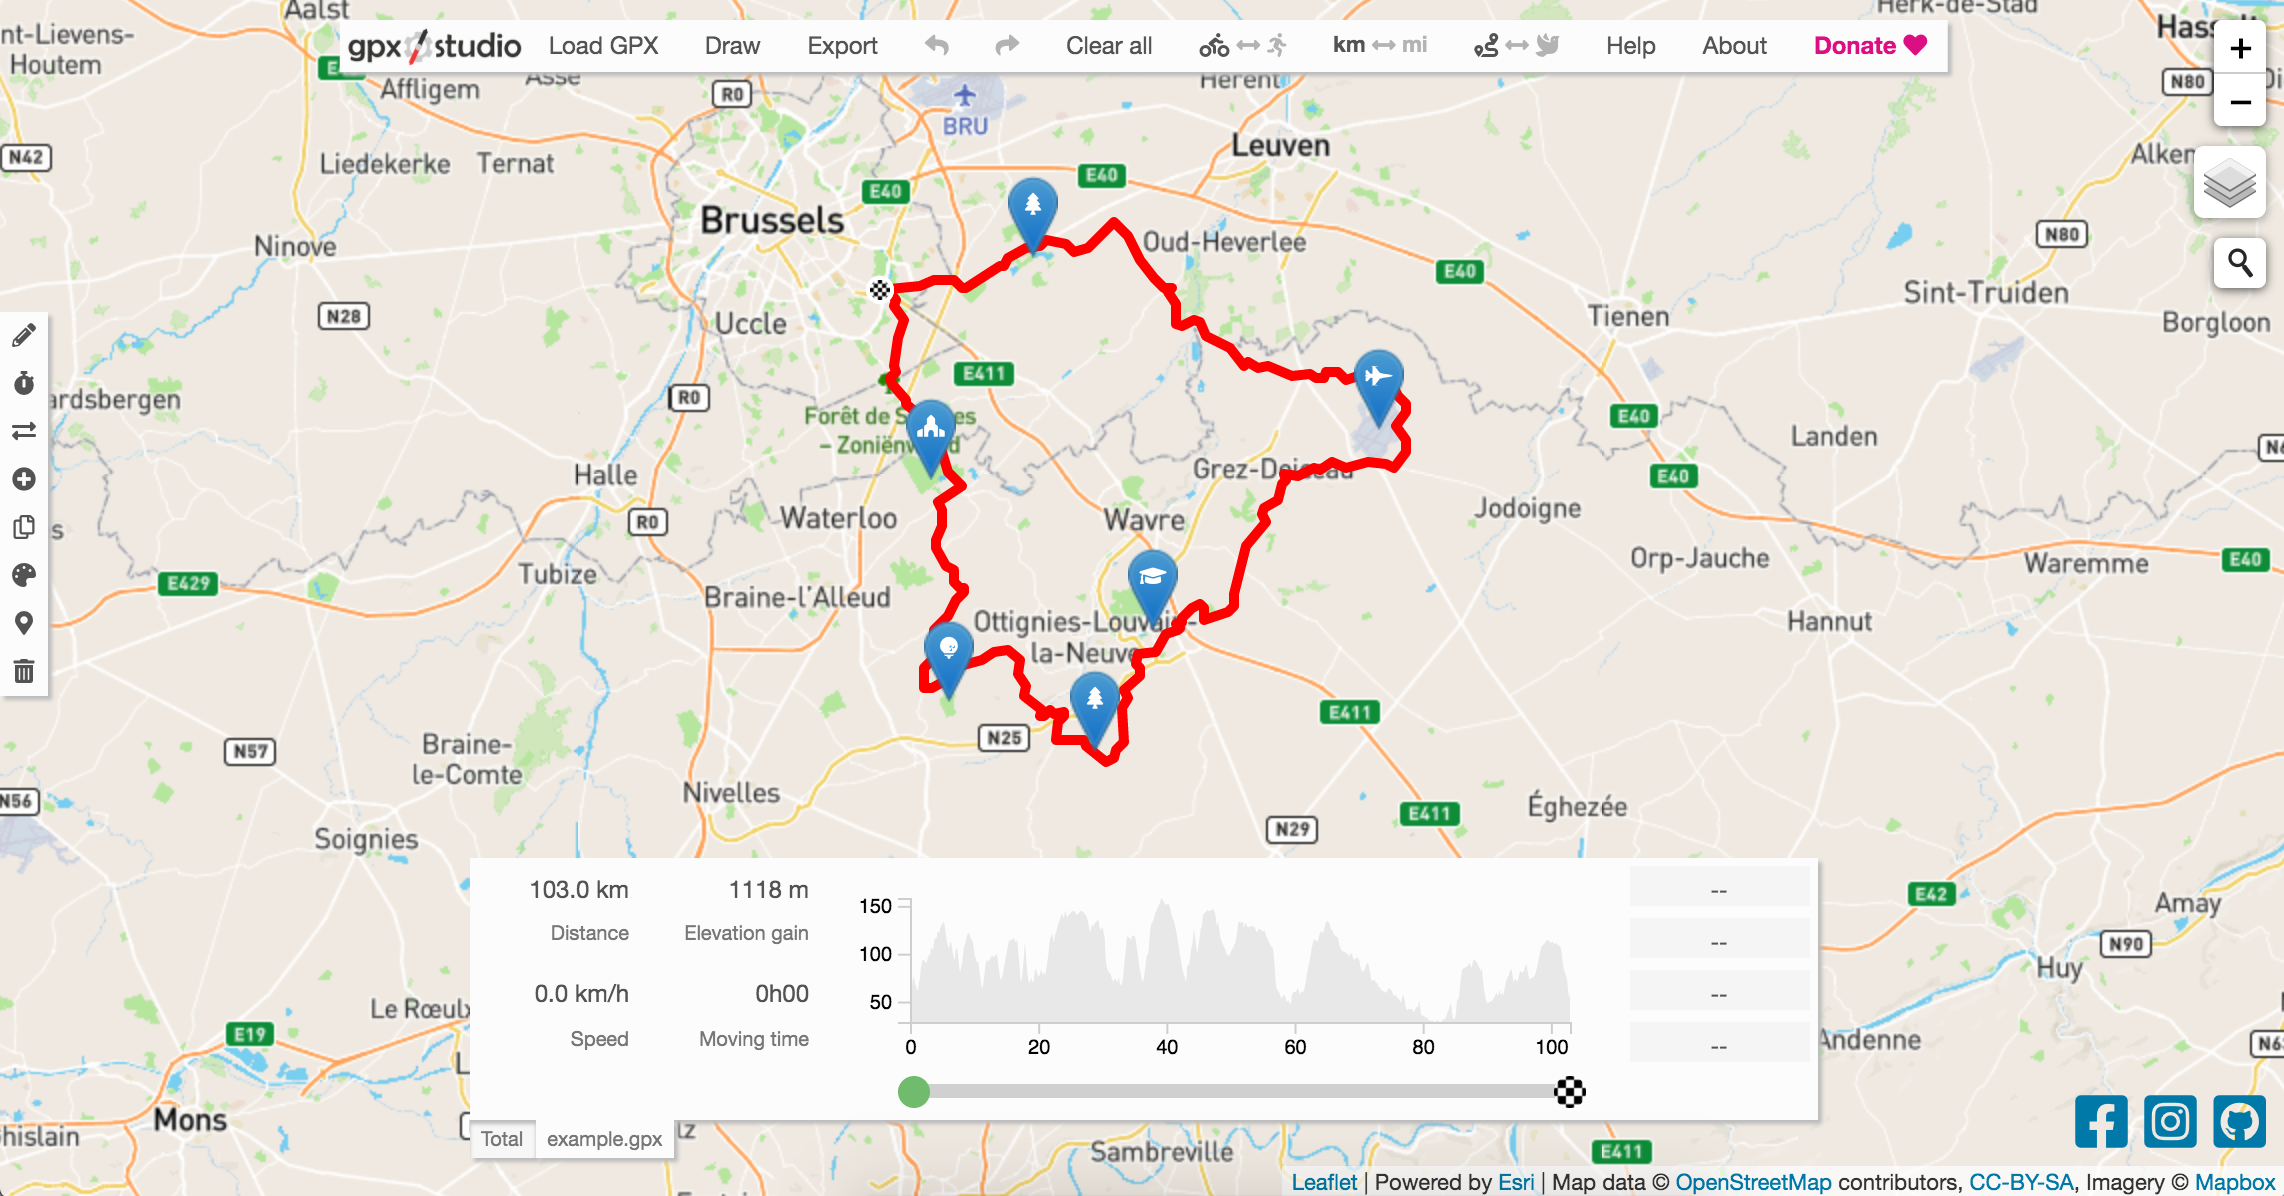 Aalst
Herk-de-Stad
nt-Lievens-
Houtem
gpx studio
Load GPX
Draw
Export
Clear all
km
mi
Help
About
Donate
+
−
Affligem
Asse
R0
BRU
Herent
N80
N42
Liedekerke
Ternat
E40
E40
Leuven
Alken
Brussels
Ninove
Oud-Heverlee
N80
E40
Sint-Truiden
N28
Uccle
Tienen
Borgloon
E411
ardsbergen
R0
Forêt de
– Zoniën
E40
Landen
Halle
E40
Jodoigne
R0
Waterloo
Wavre
Orp-Jauche
Tubize
E429
Waremme
E40
Braine-l'Alleud
Ottignies-Louvain-
la-Neuve
Hannut
E411
N25
N57
Braine-
le-Comte
Nivelles
N56
Éghezée
E411
N29
Soignies
103.0 km
Distance
1118 m
Elevation gain
0.0 km/h
Speed
0h00
Moving time
150
100
50
0
20
40
60
80
100
--
--
--
--
E42
Amay
N90
Huy
Le Rœulx
E19
Andenne
Mons
hislain
Total
example.gpx
Sambreville
E411
Leaflet | Powered by Esri | Map data © OpenStreetMap contributors, CC-BY-SA, Imagery © Mapbox